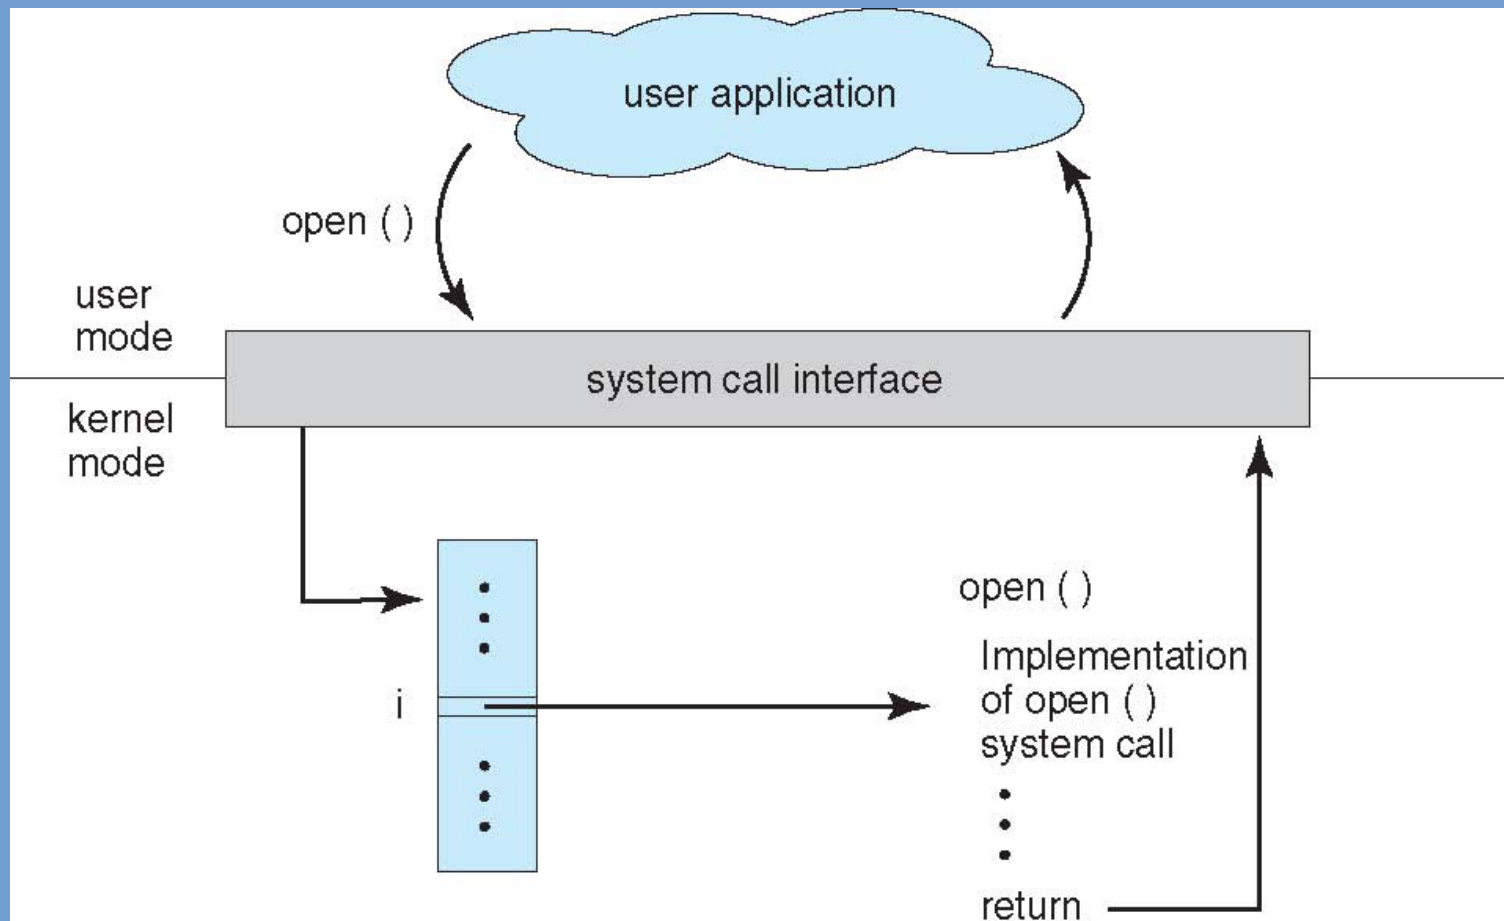 user application
open ( )
user
mode
system call interface
kernel
mode
open ( )
i
Implementation
of open ( )
system call
return